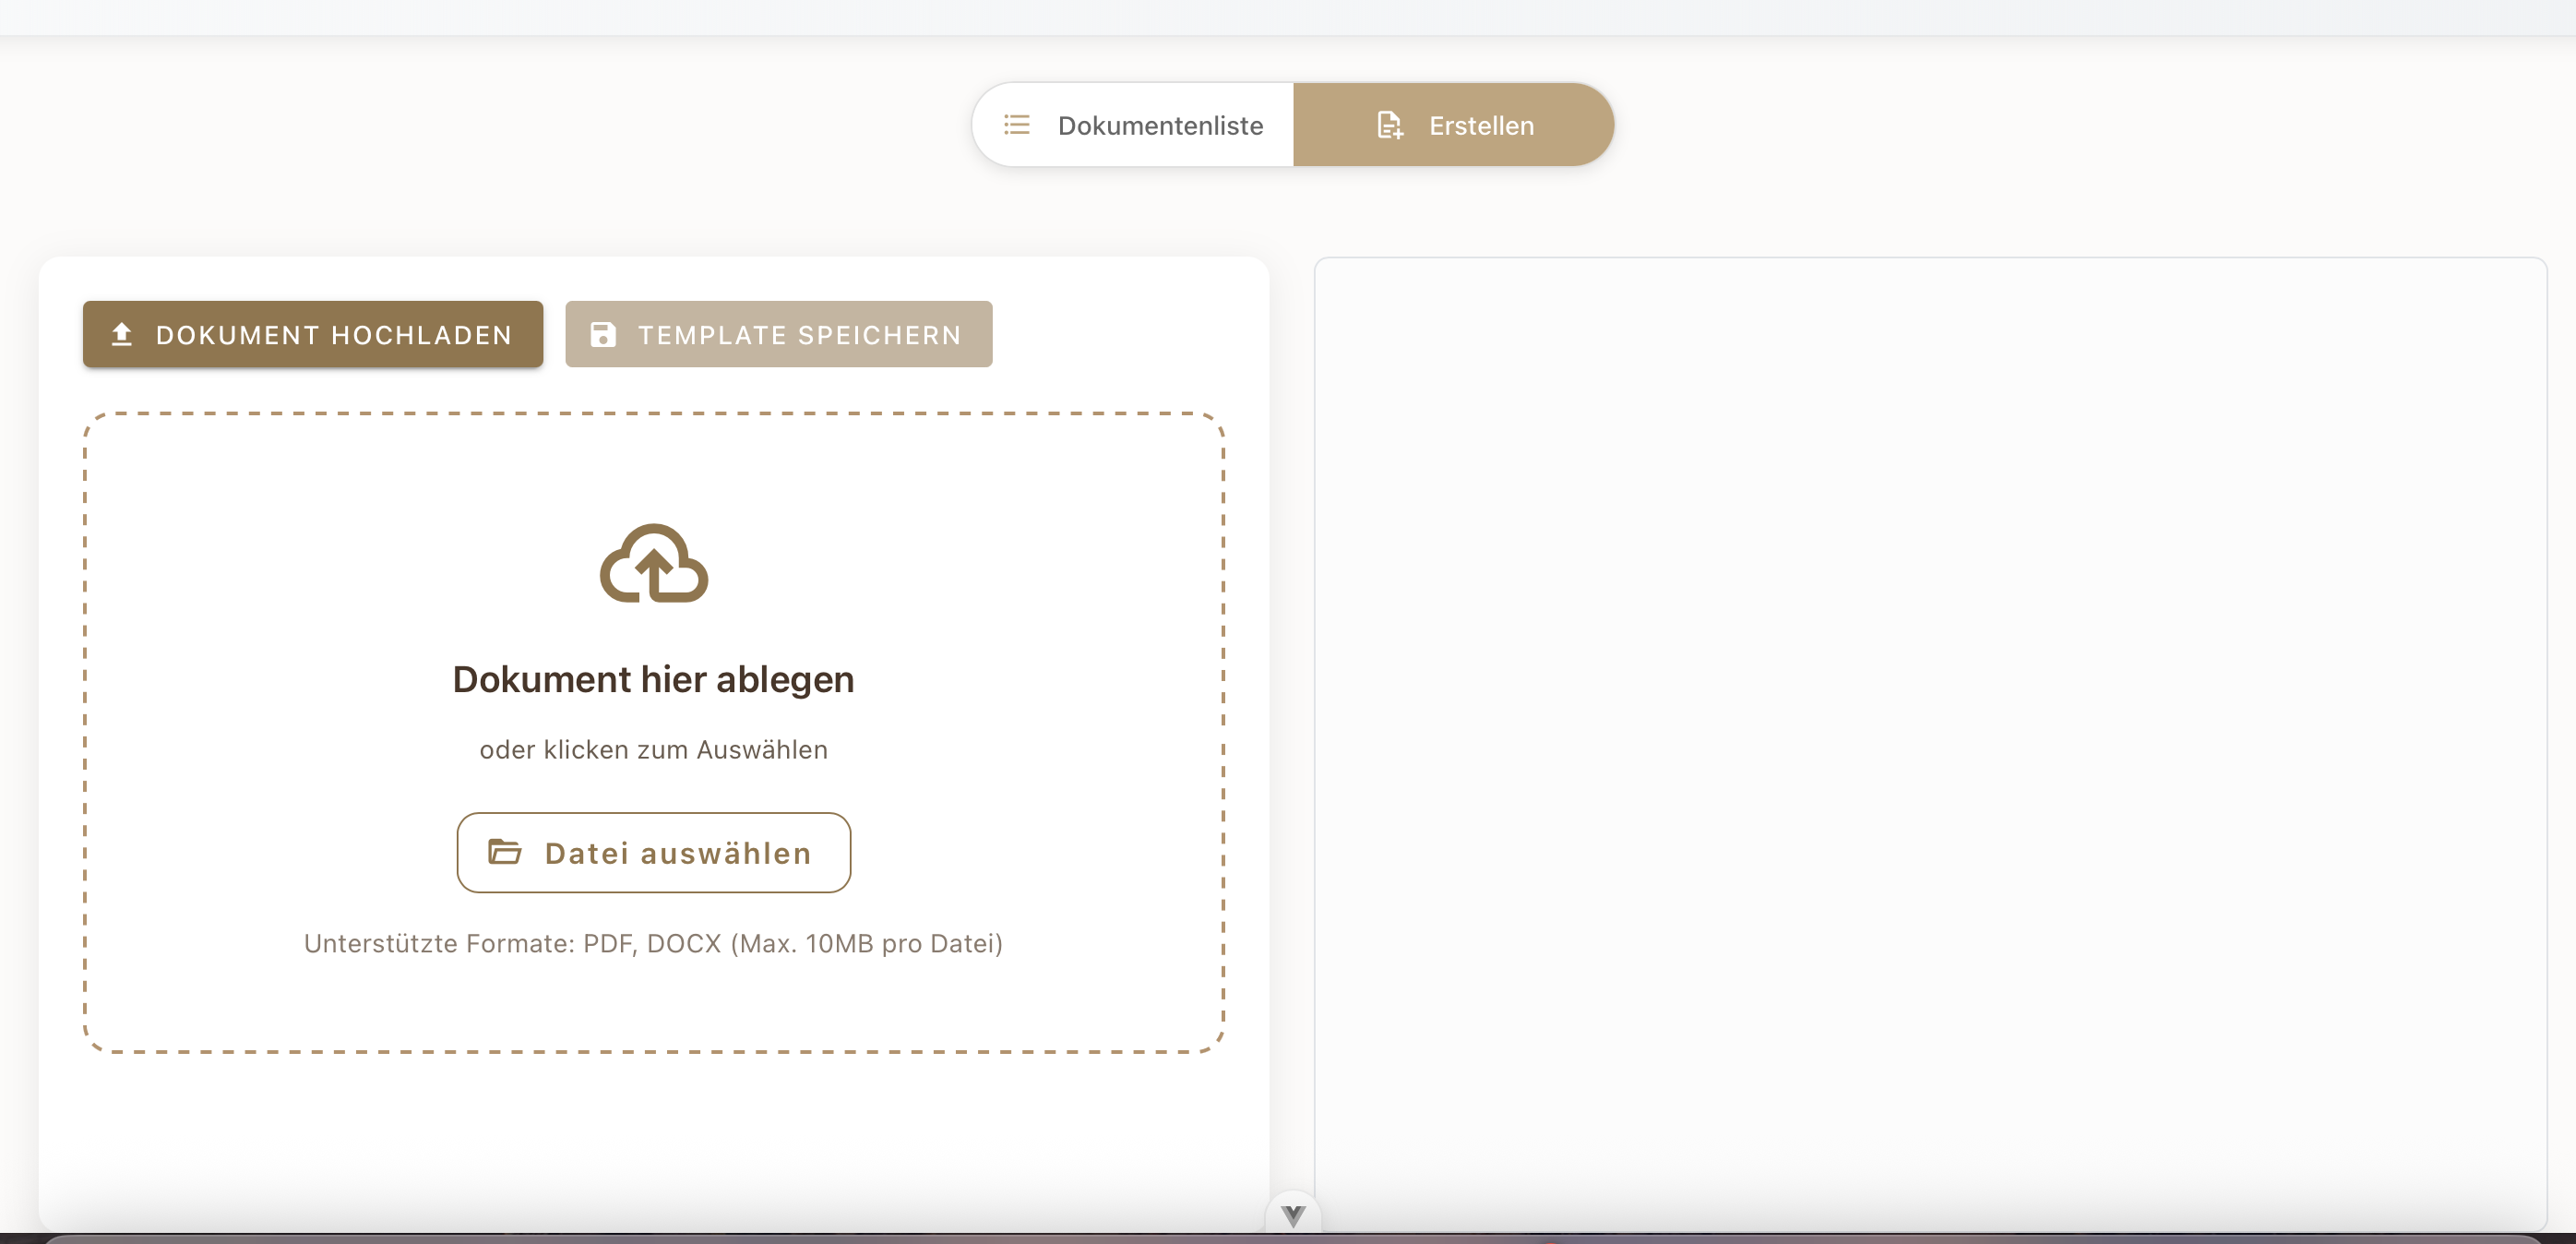 Dokumentenliste
Erstellen
DOKUMENT HOCHLADEN
TEMPLATE SPEICHERN
Dokument hier ablegen
oder klicken zum Auswählen
Datei auswählen
Unterstützte Formate: PDF, DOCX (Max. 10MB pro Datei)